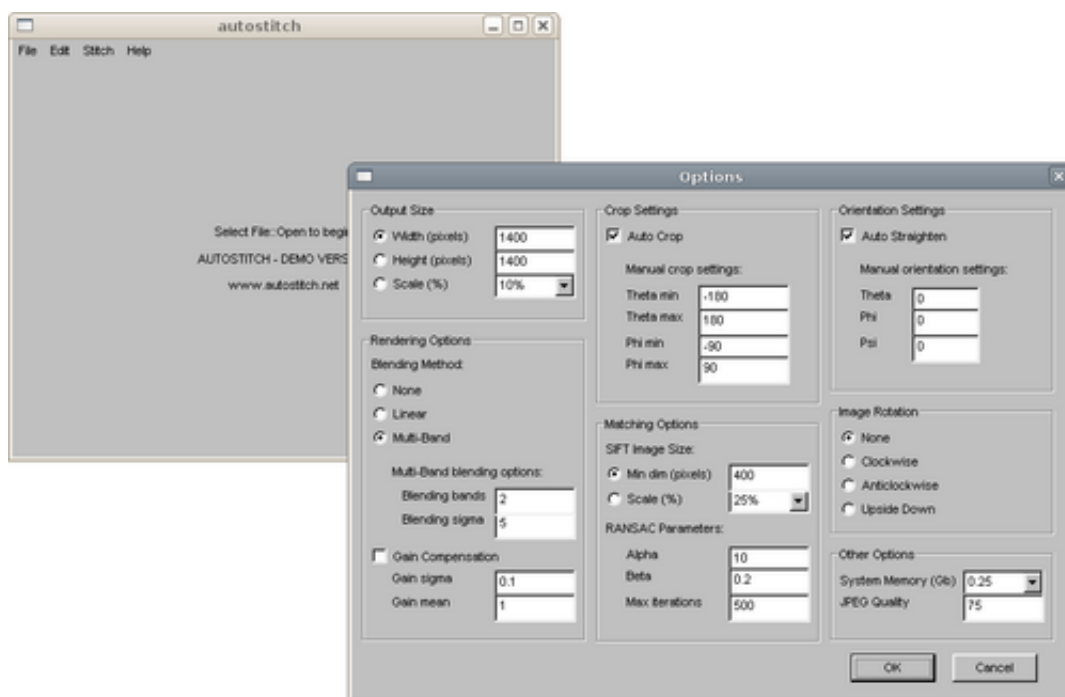 autostitch
File Edit Stitch Help
Select File::Open to begi
AUTOSTITCH - DEMO VERS
www.autostitch.net
Options
Output Size
Width (pixels) 1400
Height (pixels) 1400
Scale (%) 10%
Rendering Options
Blending Method:
None
Linear
Multi-Band
Multi-Band blending options:
Blending bands 2
Blending sigma 5
Gain Compensation
Gain sigma 0.1
Gain mean 1
Crop Settings
Auto Crop
Manual crop settings:
Theta min -180
Theta max 180
Phi min -90
Phi max 90
Matching Options
SIFT Image Size:
Min dim (pixels) 400
Scale (%) 25%
RANSAC Parameters:
Alpha 10
Beta 0.2
Max iterations 500
Orientation Settings
Auto Straighten
Manual orientation settings:
Theta 0
Phi 0
Psi 0
Image Rotation
None
Clockwise
Anticlockwise
Upside Down
Other Options
System Memory (Gb) 0.25
JPEG Quality 75
OK Cancel